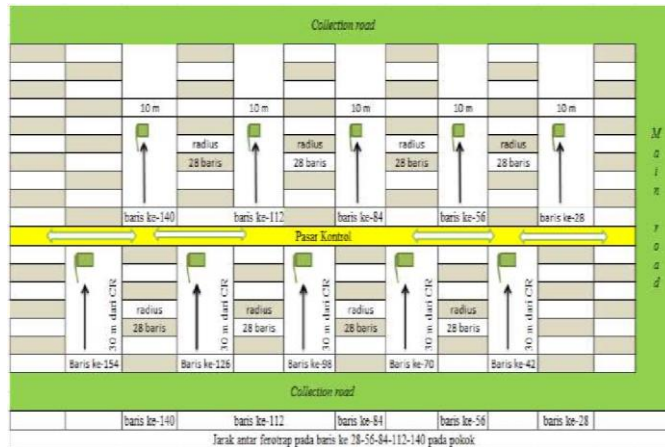 Collection road
10 m 10 m 10 m 10 m 10 m
radius radius radius radius
28 baris 28 baris 28 baris 28 baris
baris ke-140 baris ke-112 baris ke-84 baris ke-56 baris ke-28
Main road
Pasar Kontrol
30 m dari CR 30 m dari CR 30 m dari CR 30 m dari CR 30 m dari CR
radius radius radius radius
28 baris 28 baris 28 baris 28 baris
Baris ke-154 Baris ke-126 Baris ke-98 Baris ke-70 Baris ke-42
Collection road
baris ke-140 baris ke-112 baris ke-84 baris ke-56 baris ke-28
Jarak antar ferotrap pada baris ke 28-56-84-112-140 pada pokok